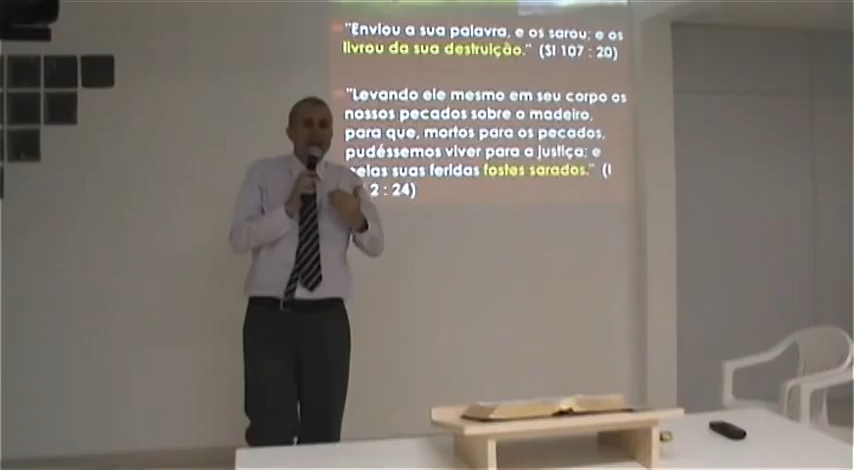 "Enviou a sua palavra, e os sarou; e os
livrou da sua destruição." (Sl 107 : 20)
"Levando ele mesmo em seu corpo os
nossos pecados sobre o madeiro,
para que, mortos para os pecados,
pudéssemos viver para a justiça; e
pelas suas feridas fostes sarados." (I
2 : 24)